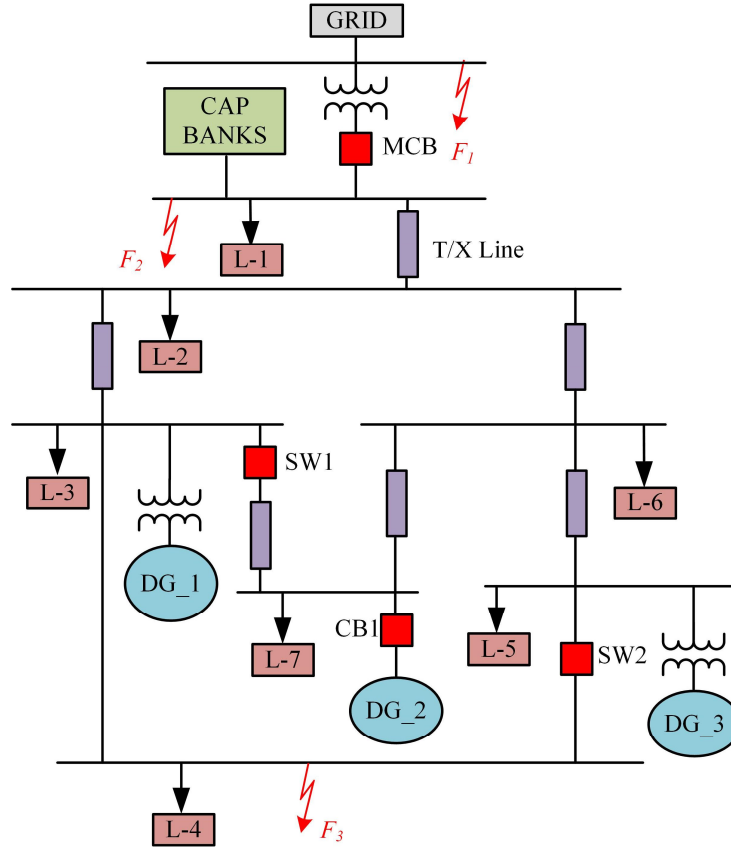 GRID
CAP
BANKS
MCB
F1
F2
L-1
T/X Line
L-2
SW1
L-3
L-6
DG_1
CB1
L-7
L-5
SW2
DG_2
DG_3
L-4
F3